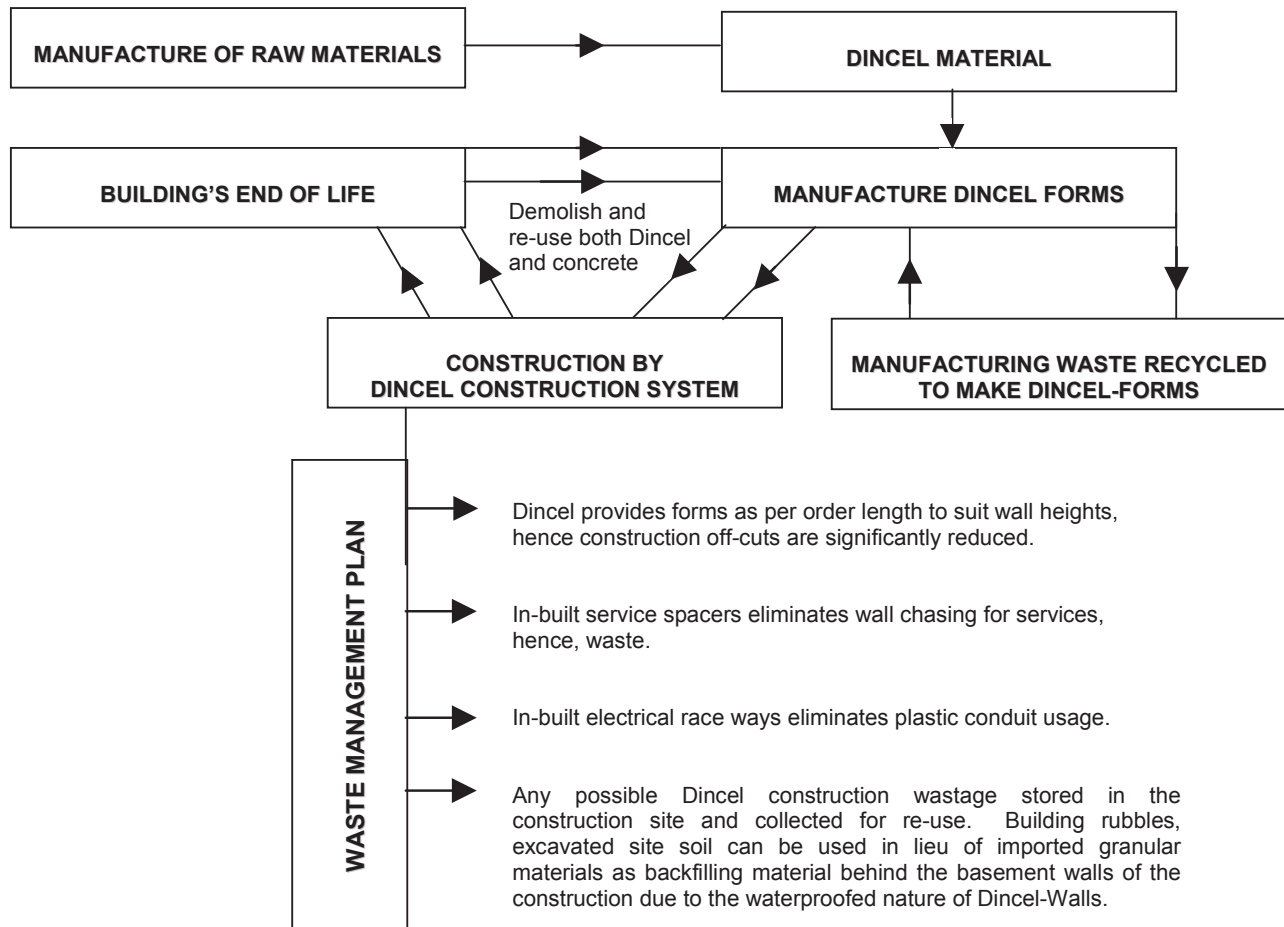 MANUFACTURE OF RAW MATERIALS
DINCEL MATERIAL
BUILDING'S END OF LIFE
MANUFACTURE DINCEL FORMS
Demolish and
re-use both Dincel
and concrete
CONSTRUCTION BY
DINCEL CONSTRUCTION SYSTEM
MANUFACTURING WASTE RECYCLED
TO MAKE DINCEL-FORMS
WASTE MANAGEMENT PLAN
Dincel provides forms as per order length to suit wall heights,
hence construction off-cuts are significantly reduced.
In-built service spacers eliminates wall chasing for services,
hence, waste.
In-built electrical race ways eliminates plastic conduit usage.
Any possible Dincel construction wastage stored in the
construction site and collected for re-use. Building rubbles,
excavated site soil can be used in lieu of imported granular
materials as backfilling material behind the basement walls of the
construction due to the waterproofed nature of Dincel-Walls.